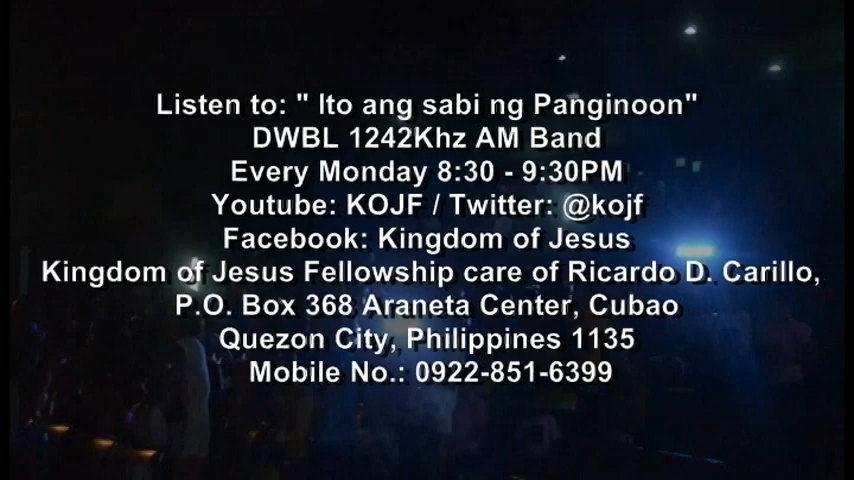 Listen to: " Ito ang sabi ng Panginoon"
DWBL 1242Khz AM Band
Every Monday 8:30 - 9:30PM
Youtube: KOJF / Twitter: @kojf
Facebook: Kingdom of Jesus
Kingdom of Jesus Fellowship care of Ricardo D. Carillo,
P.O. Box 368 Araneta Center, Cubao
Quezon City, Philippines 1135
Mobile No.: 0922-851-6399